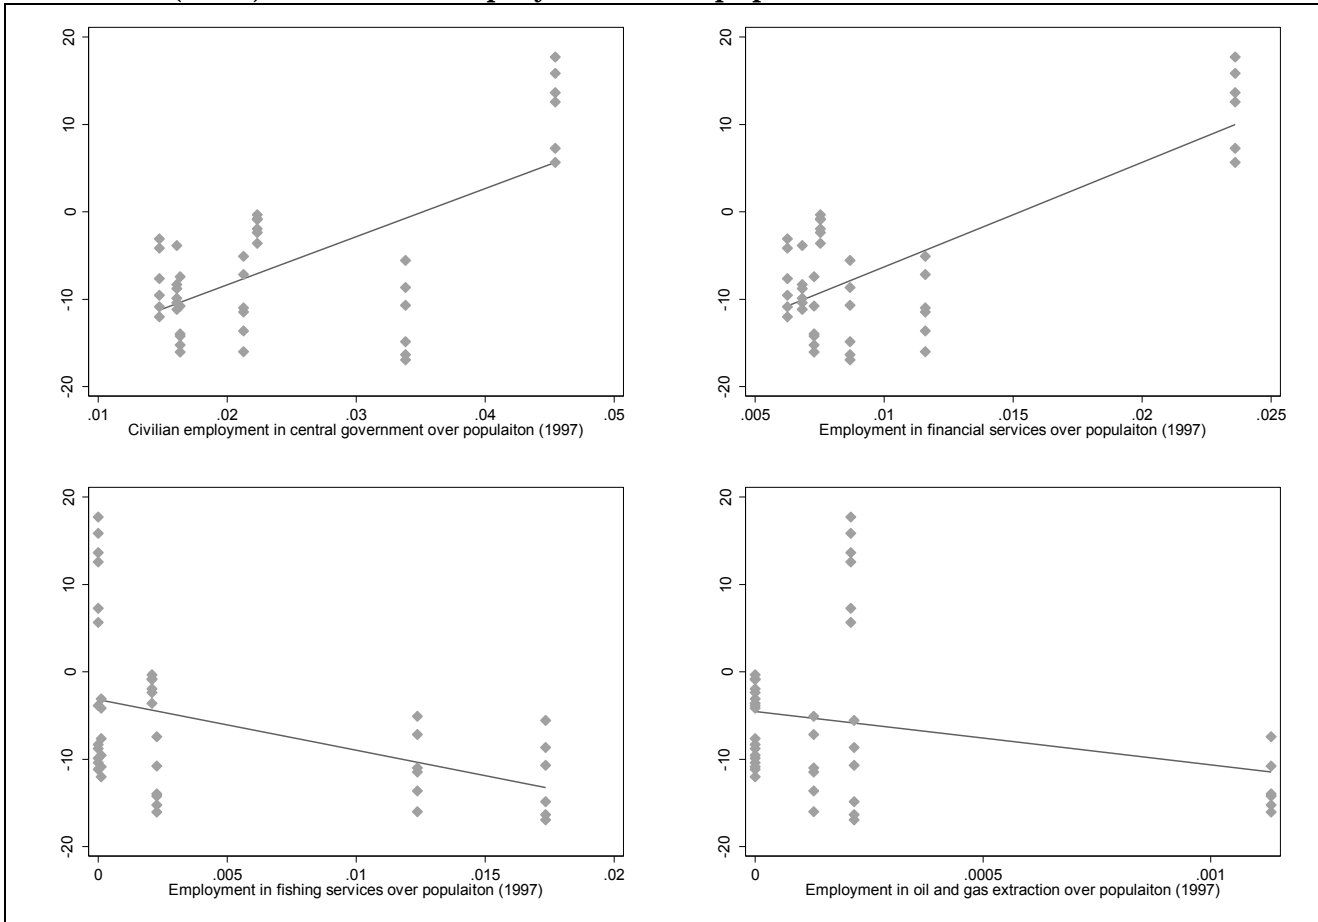 20
10
0
-10
-20
.01 .02 .03 .04 .05
Civilian employment in central government over populaiton (1997)
20
10
0
-10
-20
.005 .01 .015 .02 .025
Employment in financial services over populaiton (1997)
20
10
0
-10
-20
0 .005 .01 .015 .02
Employment in fishing services over populaiton (1997)
20
10
0
-10
-20
0 .0005 .001
Employment in oil and gas extraction over populaiton (1997)